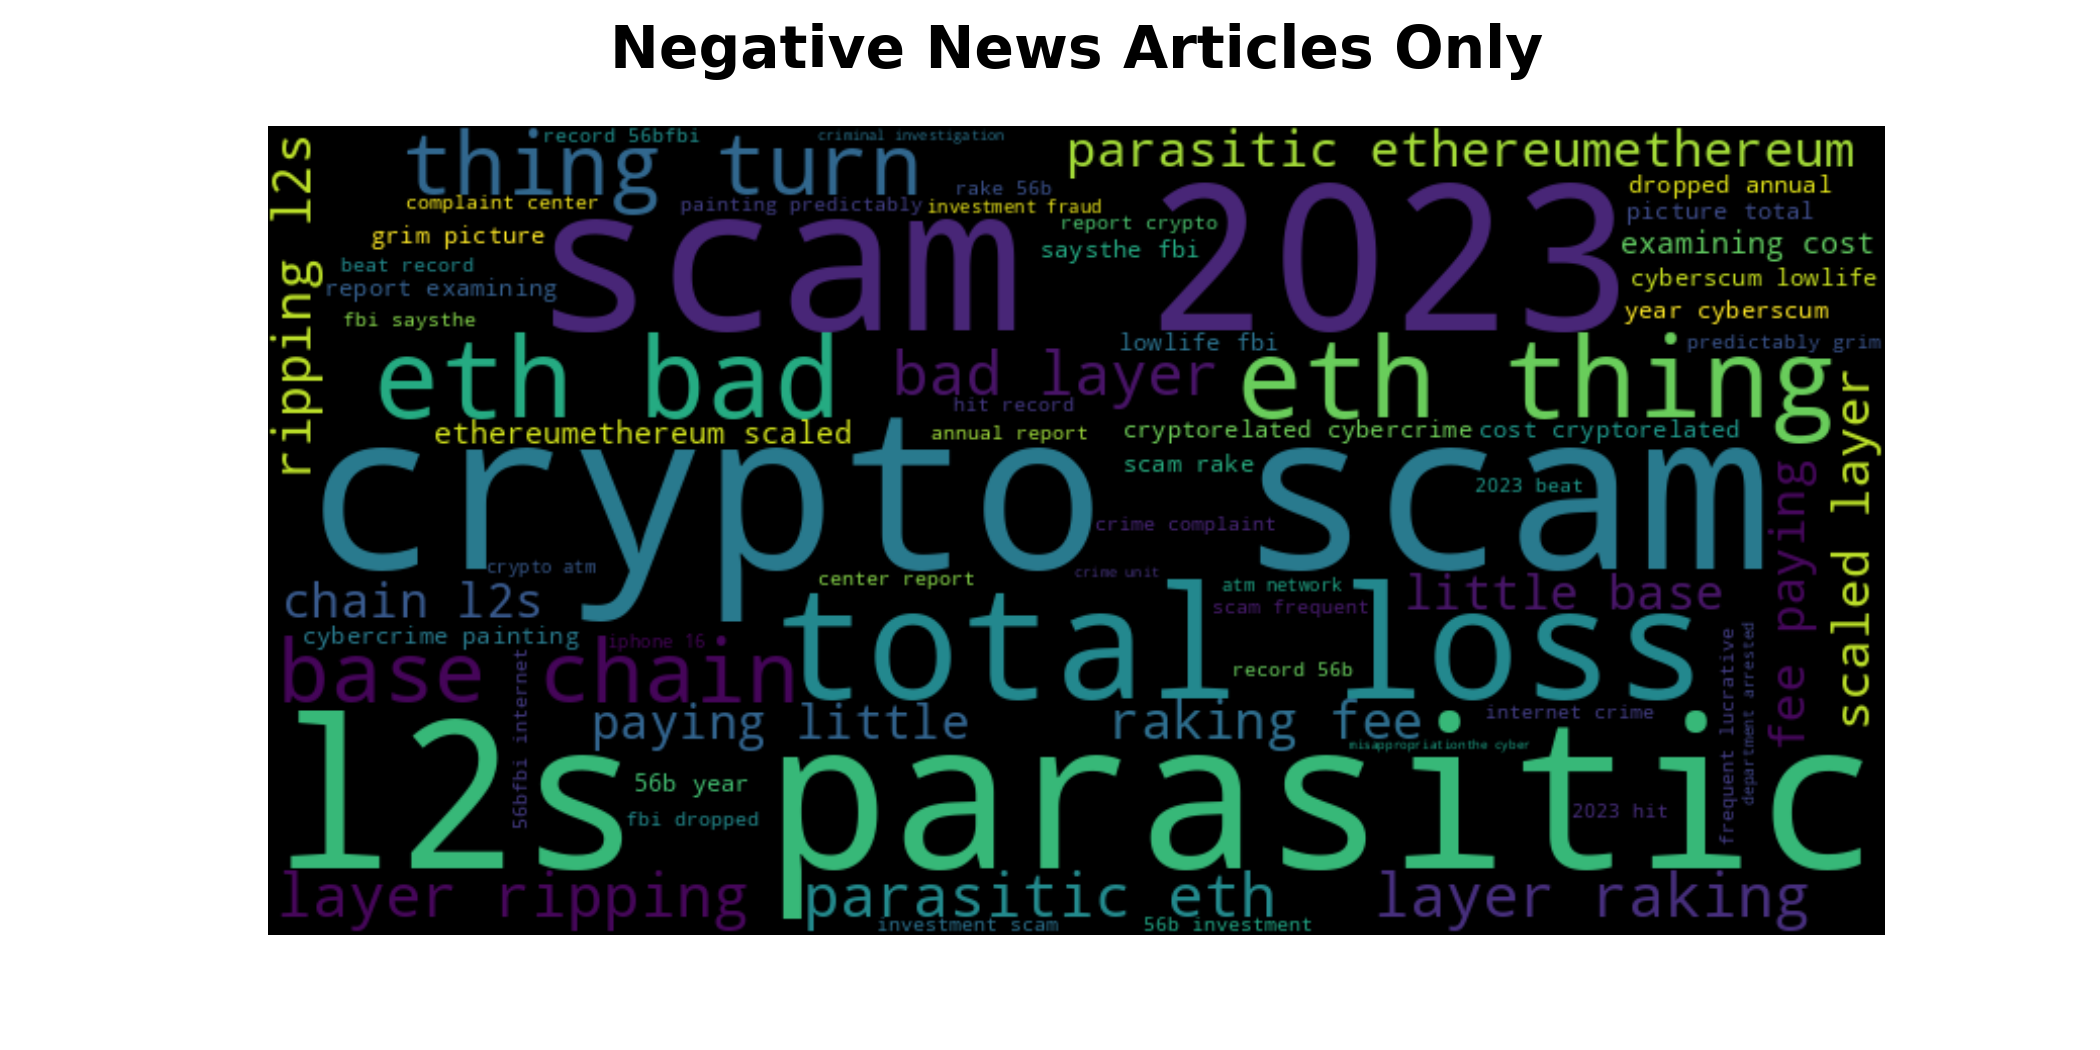 Negative News Articles Only
record 56bfbi
criminal investigation
thing turn
parasitic ethereumethereum
ripping l2s
complaint center
rake 56b
painting predictably
investment fraud
dropped annual
picture total
report crypto
grim picture
scam 2023
saysthe fbi
examining cost
beat record
report examining
cyberscum lowlife
fbi saysthe
year cyberscum
lowlife fbi
predictably grim
eth bad
bad layer
eth thing
hit record
ethereumethereum scaled
annual report
cryptorelated cybercrime
cost cryptorelated
scam rake
crypto scam
2023 beat
fee paying
scaled layer
crime complaint
crypto atm
center report
crime unit
atm network
chain l2s
scam frequent
little base
cybercrime painting
iphone 16
total loss
base chain
record 56b
56bfbi internet
paying little
raking fee
internet crime
frequent lucrative
department arrested
misappropriationthe cyber
56b year
fbi dropped
2023 hit
l2s parasitic
layer ripping
parasitic eth
layer raking
investment scam
56b investment